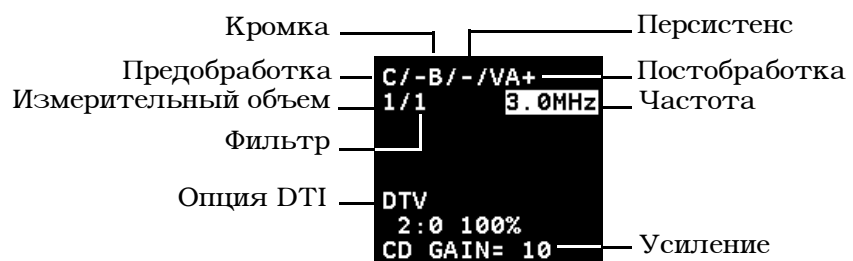 Кромка
Персистенс
Предобработка
C/-B/-/VA+
Постобработка
Измерительный объем
1/1
3.0MHz
Частота
Фильтр
Опция DTI
DTV
2:0 100%
CD GAIN= 10
Усиление